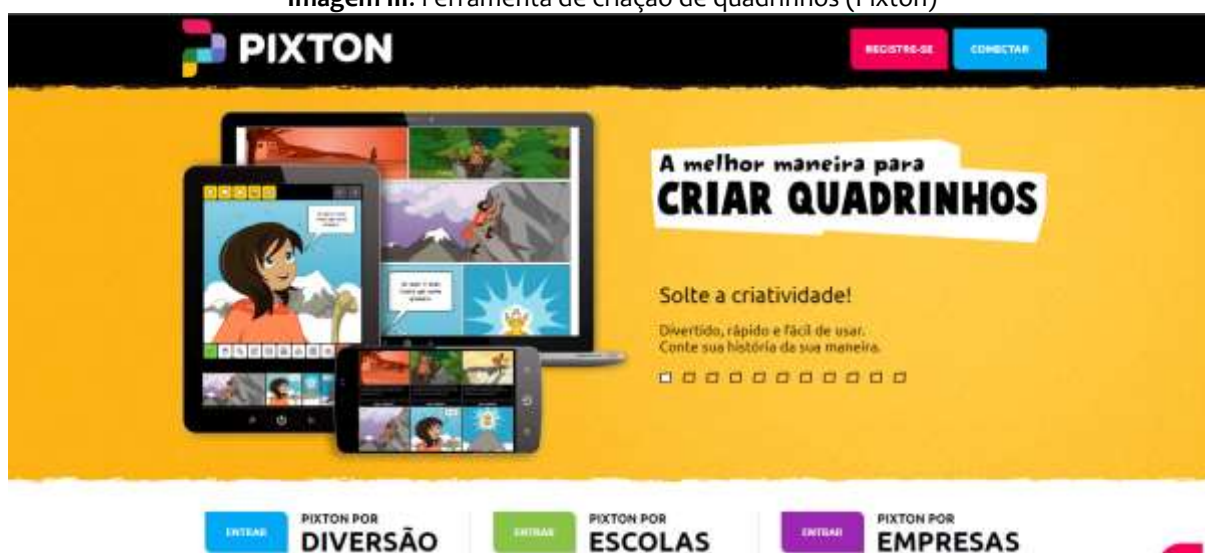 Imagem III: Ferramenta de criação de quadrinhos (Pixton)
PIXTON
REGISTRE-SE
CONECTAR
A melhor maneira para
CRIAR QUADRINHOS
Solte a criatividade!
Divertido, rápido e fácil de usar.
Conte sua história da sua maneira.
ENTRAR
PIXTON POR
DIVERSÃO
ENTRAR
PIXTON POR
ESCOLAS
ENTRAR
PIXTON POR
EMPRESAS